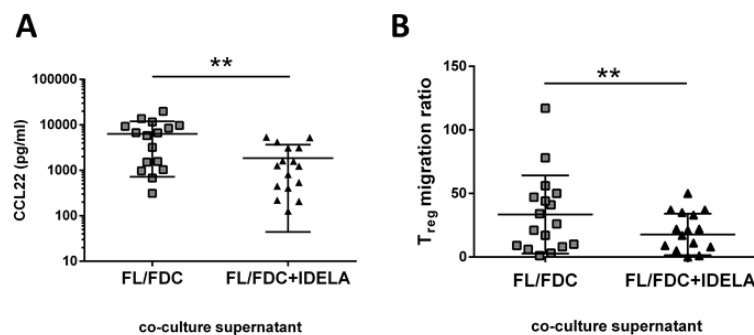 A
**
CCL22 (pg/ml)
100000
10000
1000
100
10
FL/FDC
FL/FDC+IDELA
co-culture supernatant
B
**
Treg migration ratio
150
100
50
0
FL/FDC
FL/FDC+IDELA
co-culture supernatant